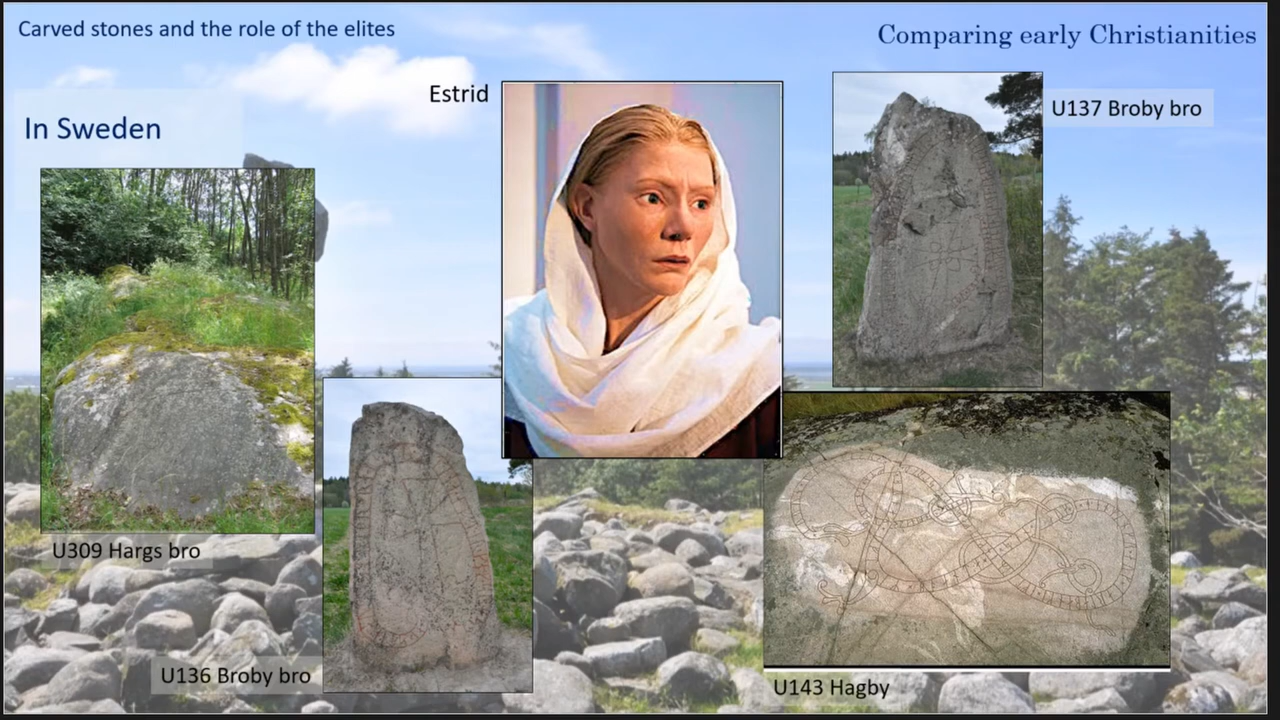 Carved stones and the role of the elites
Comparing early Christianities
In Sweden
Estrid
U137 Broby bro
U309 Hargs bro
U136 Broby bro
U143 Hagby